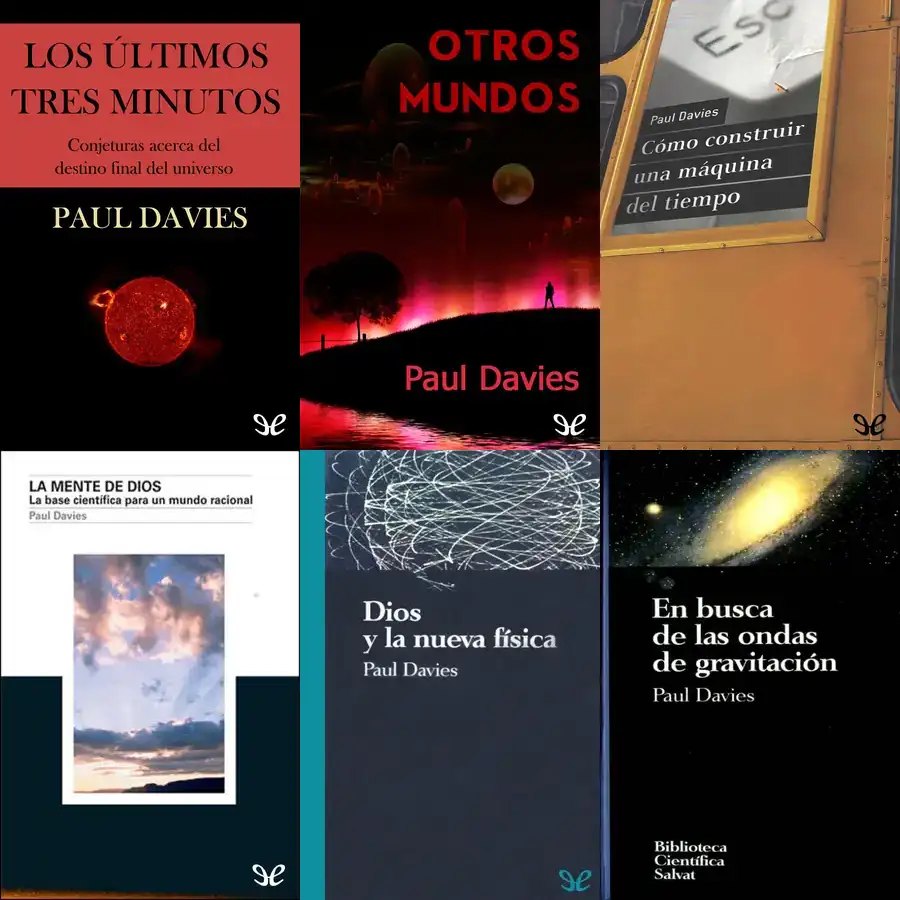 LOS ÚLTIMOS
TRES MINUTOS
Conjeturas acerca del
destino final del universo
PAUL DAVIES
OTROS
MUNDOS
Paul Davies
ESC
Paul Davies
Cómo construir
una máquina
del tiempo
LA MENTE DE DIOS
La base científica para un mundo racional
Paul Davies
Dios
y la nueva física
Paul Davies
En busca
de las ondas
de gravitación
Paul Davies
Biblioteca
Científica
Salvat